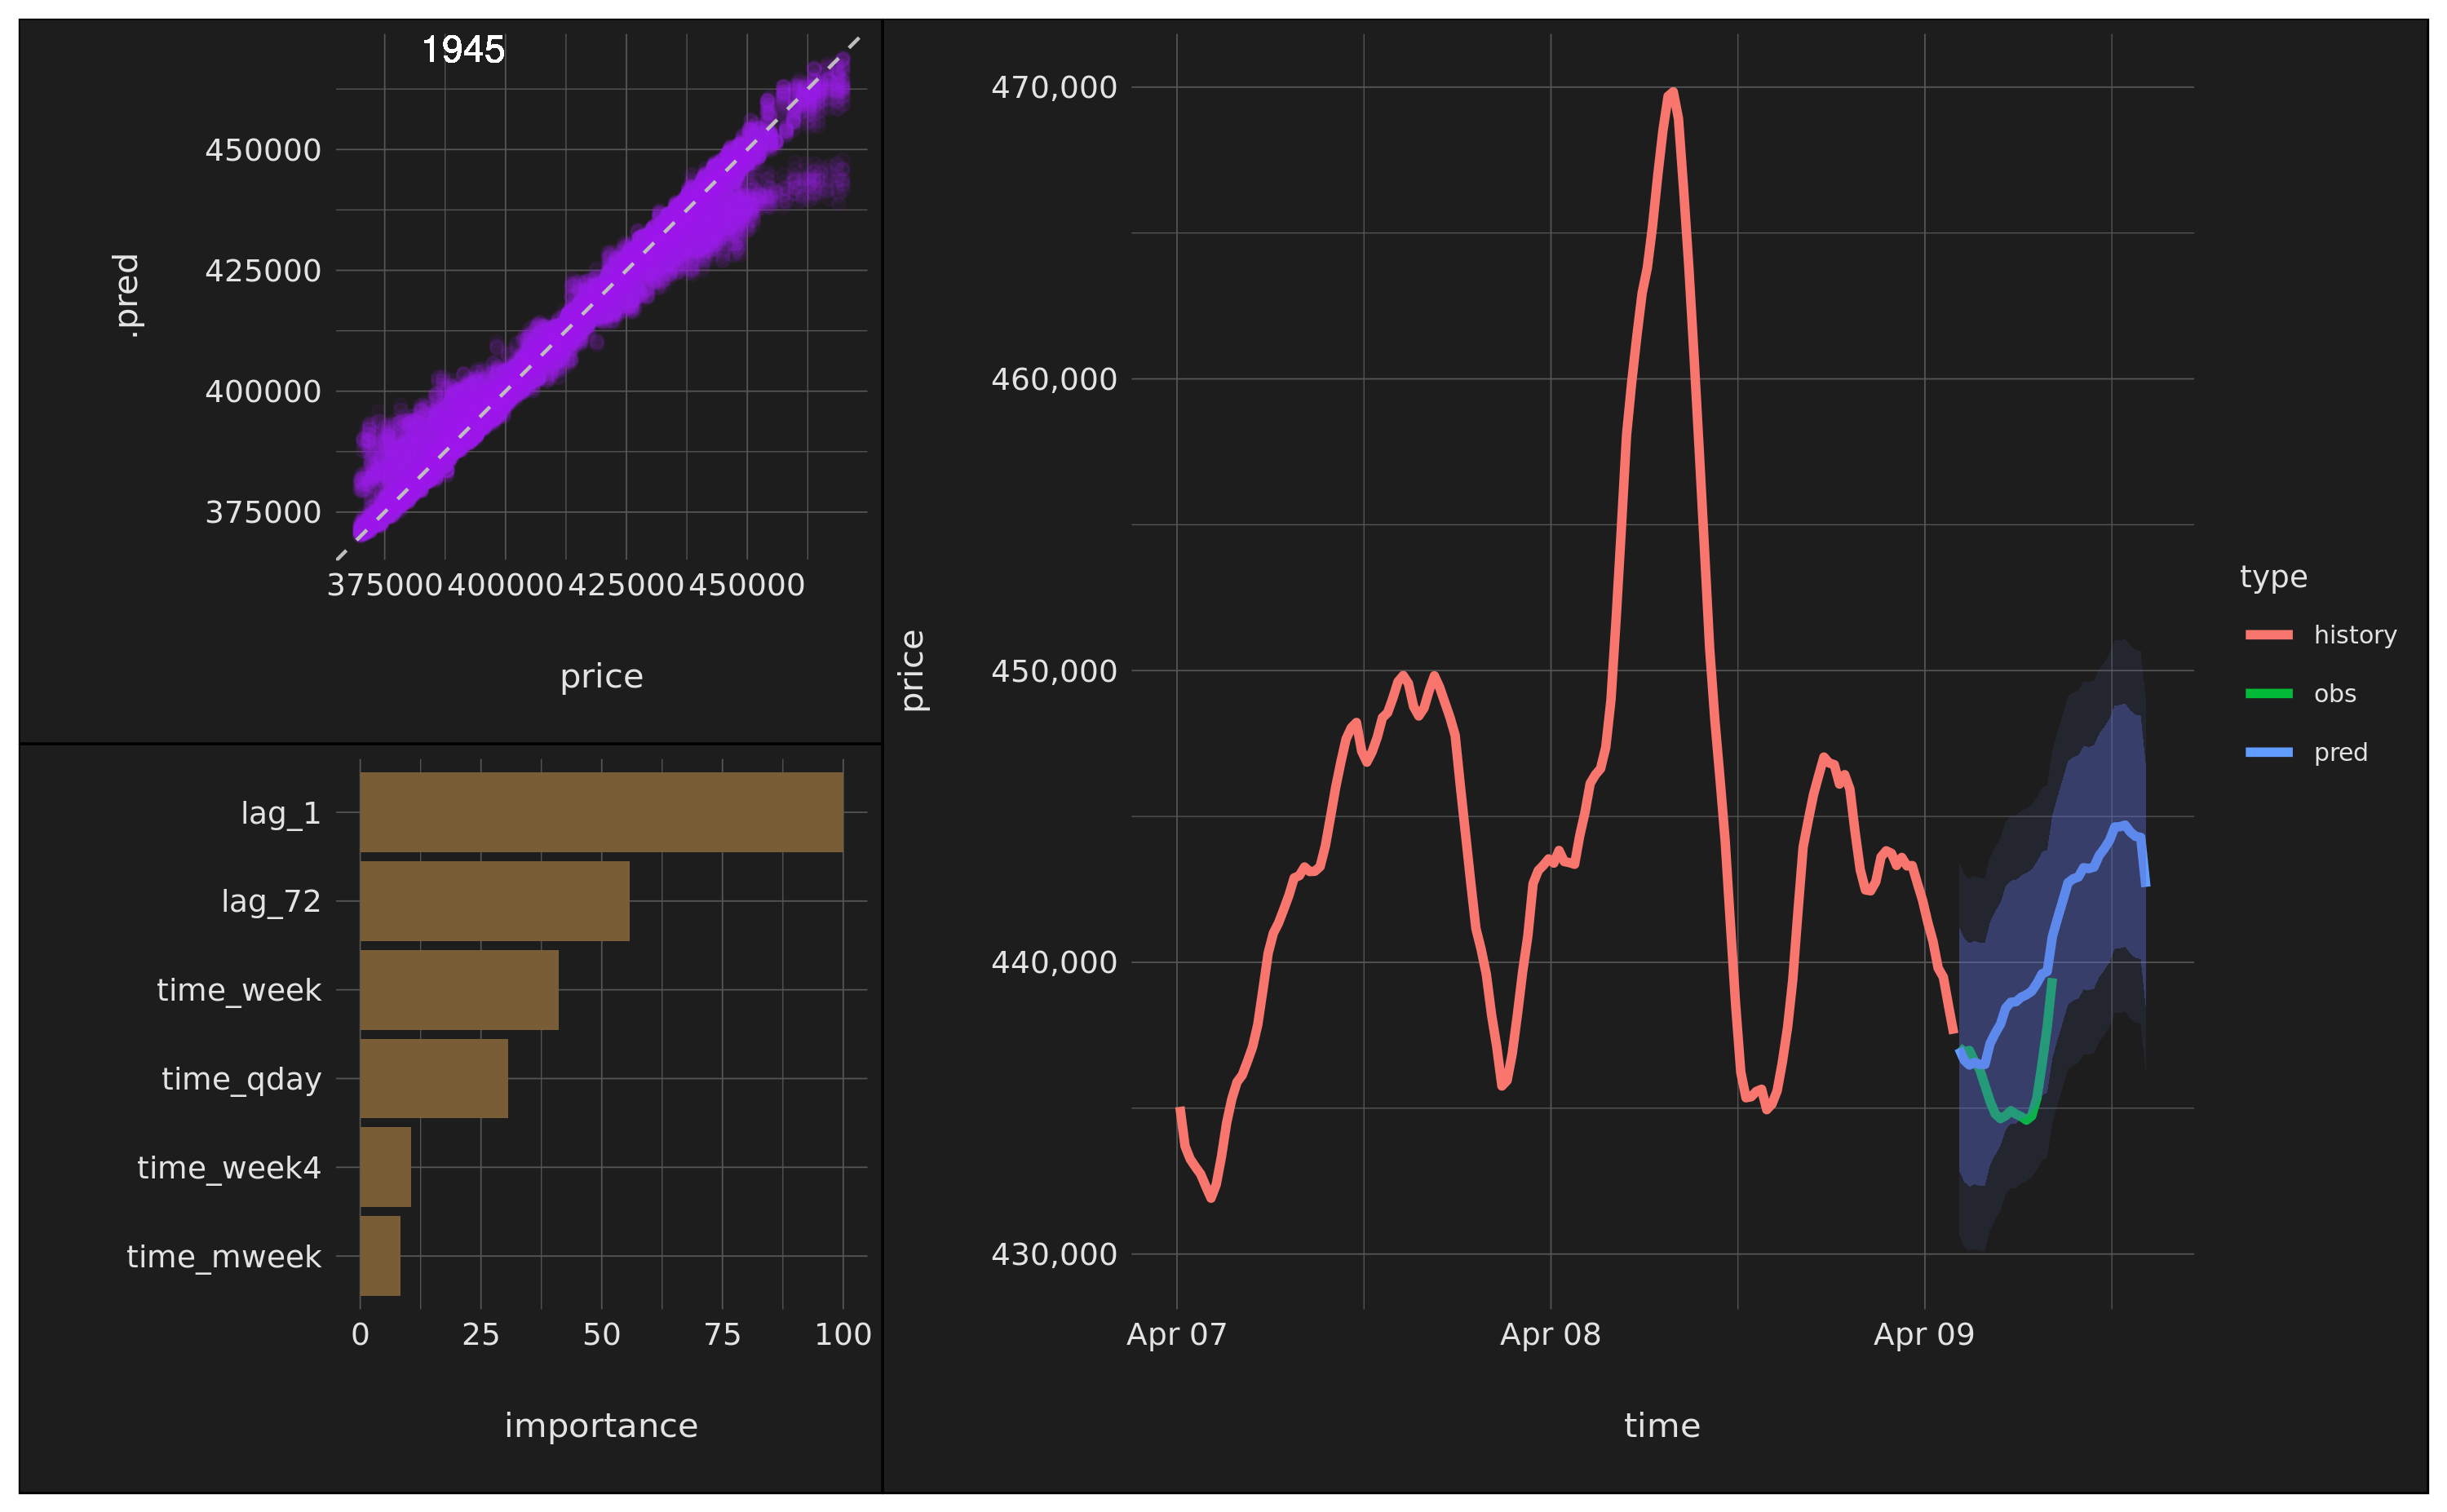 1945
.pred
450000
425000
400000
375000
375000 400000 425000 450000
price
lag_1
lag_72
time_week
time_qday
time_week4
time_mweek
0 25 50 75 100
importance
price
470,000
460,000
450,000
440,000
430,000
Apr 07 Apr 08 Apr 09
time
type
history
obs
pred